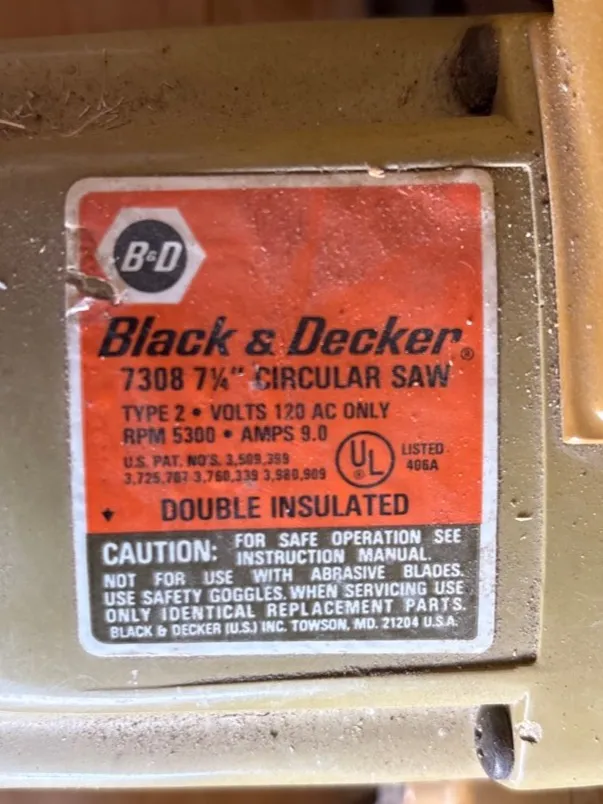 B&D
Black & Decker®
7308 7¼" CIRCULAR SAW
TYPE 2 • VOLTS 120 AC ONLY
RPM 5300 • AMPS 9.0
U.S. PAT. NO'S. 3,509,399
3,725,707 3,760,339 3,980,909
UL
®
LISTED
406A
DOUBLE INSULATED
CAUTION: FOR SAFE OPERATION SEE
INSTRUCTION MANUAL.
NOT FOR USE WITH ABRASIVE BLADES.
USE SAFETY GOGGLES. WHEN SERVICING USE
ONLY IDENTICAL REPLACEMENT PARTS.
BLACK & DECKER (U.S.) INC. TOWSON, MD. 21204 U.S.A.